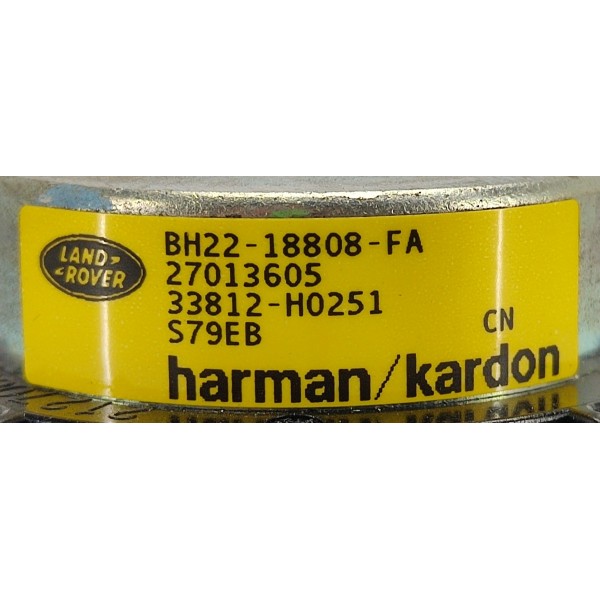 LAND-
-ROVER
BH22-18808-FA
27013605
33812-H0251
S79EB
CN
harman/kardon